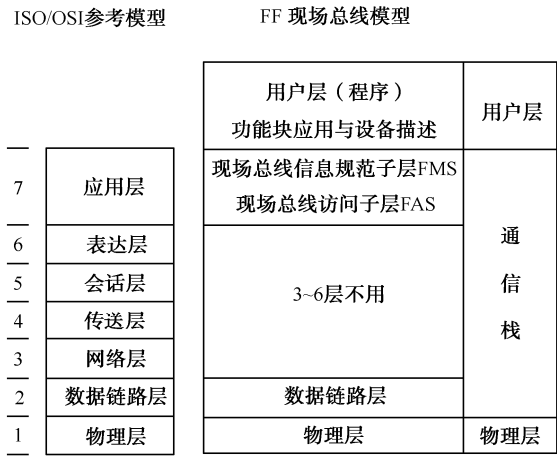 ISO/OSI参考模型
FF 现场总线模型
用户层（程序）
功能块应用与设备描述
用户层
7
应用层
现场总线信息规范子层FMS
现场总线访问子层FAS
6
表达层
5
会话层
4
传送层
3
网络层
3~6层不用
通
信
栈
2
数据链路层
数据链路层
1
物理层
物理层
物理层